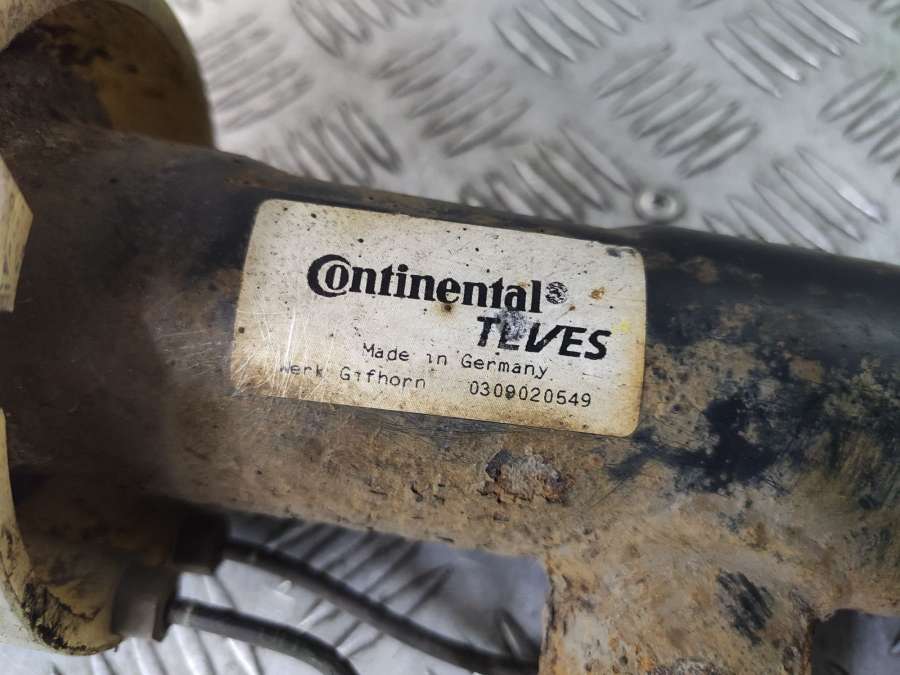 Continental
TEVES
Made in Germany
Werk Gifhorn 0309020549